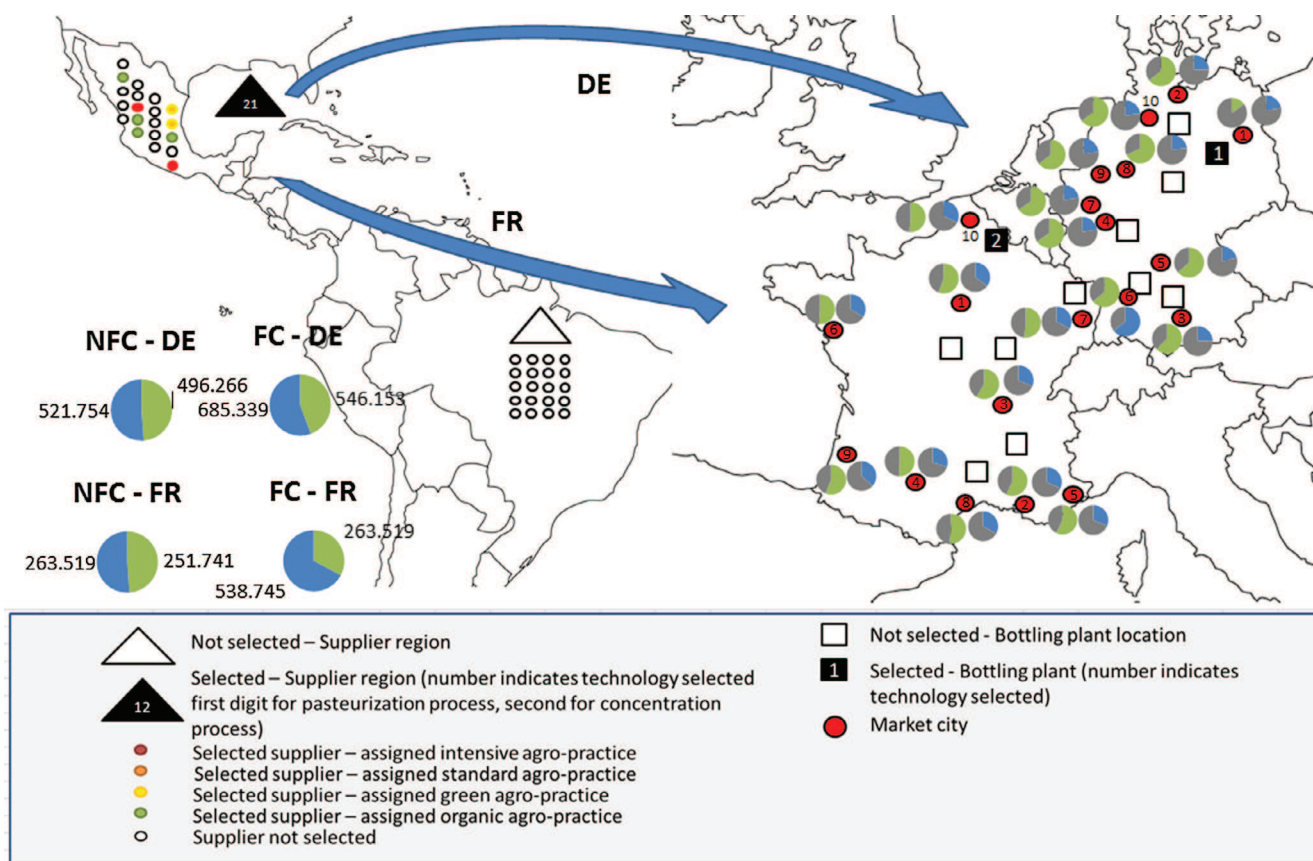 21
DE
FR
NFC - DE
FC - DE
496.266
521.754
546.153
685.339
NFC - FR
FC - FR
263.519
263.519
251.741
538.745
2
10
1
1
8
9
7
4
10
2
5
1
6
6
7
3
3
9
4
8
2
5
Not selected – Supplier region
Selected – Supplier region (number indicates technology selected
first digit for pasteurization process, second for concentration
process)
12
Selected supplier – assigned intensive agro-practice
Selected supplier – assigned standard agro-practice
Selected supplier – assigned green agro-practice
Selected supplier – assigned organic agro-practice
Supplier not selected
Not selected - Bottling plant location
1
Selected - Bottling plant (number indicates
technology selected)
Market city